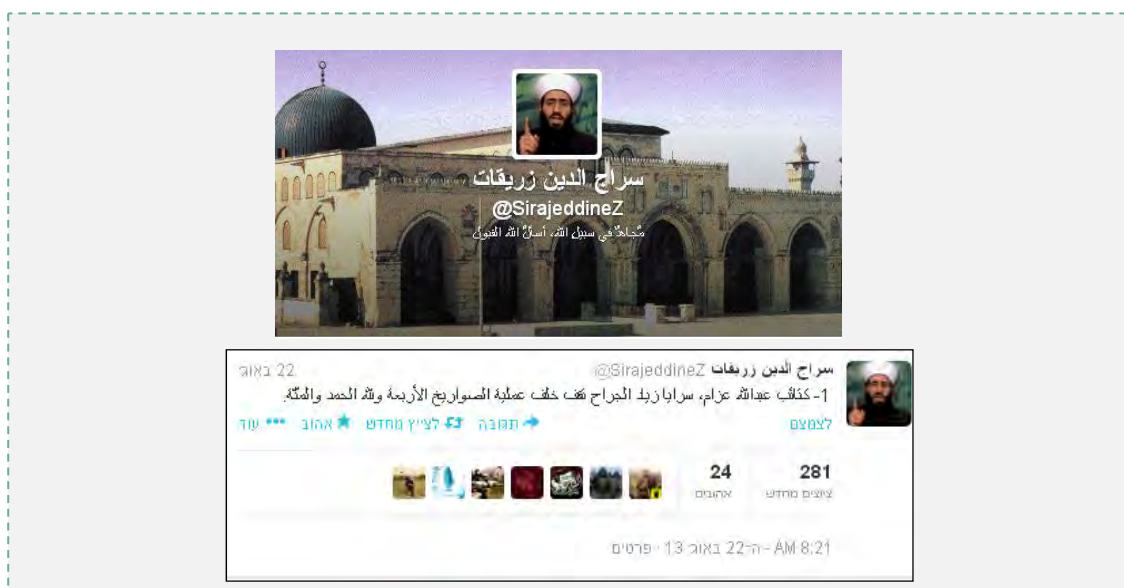 سراج الدين زريقات
@SirajeddineZ
مُجاهدٌ في سبيل الله، أسألُ الله القبول
سراج الدين زريقات @SirajeddineZ 22 באוג
1- كتائب عبدالله عزام، سرايا زياد الجراح تقف خلف عملية الصواريخ الأربعة ولله الحمد والمنّة.
לצמצם תגובה לצייץ מחדש אהוב עוד
281 24
ציוצים מחדש אהובים
8:21 AM - ה-22 באוג 13 · פרטים